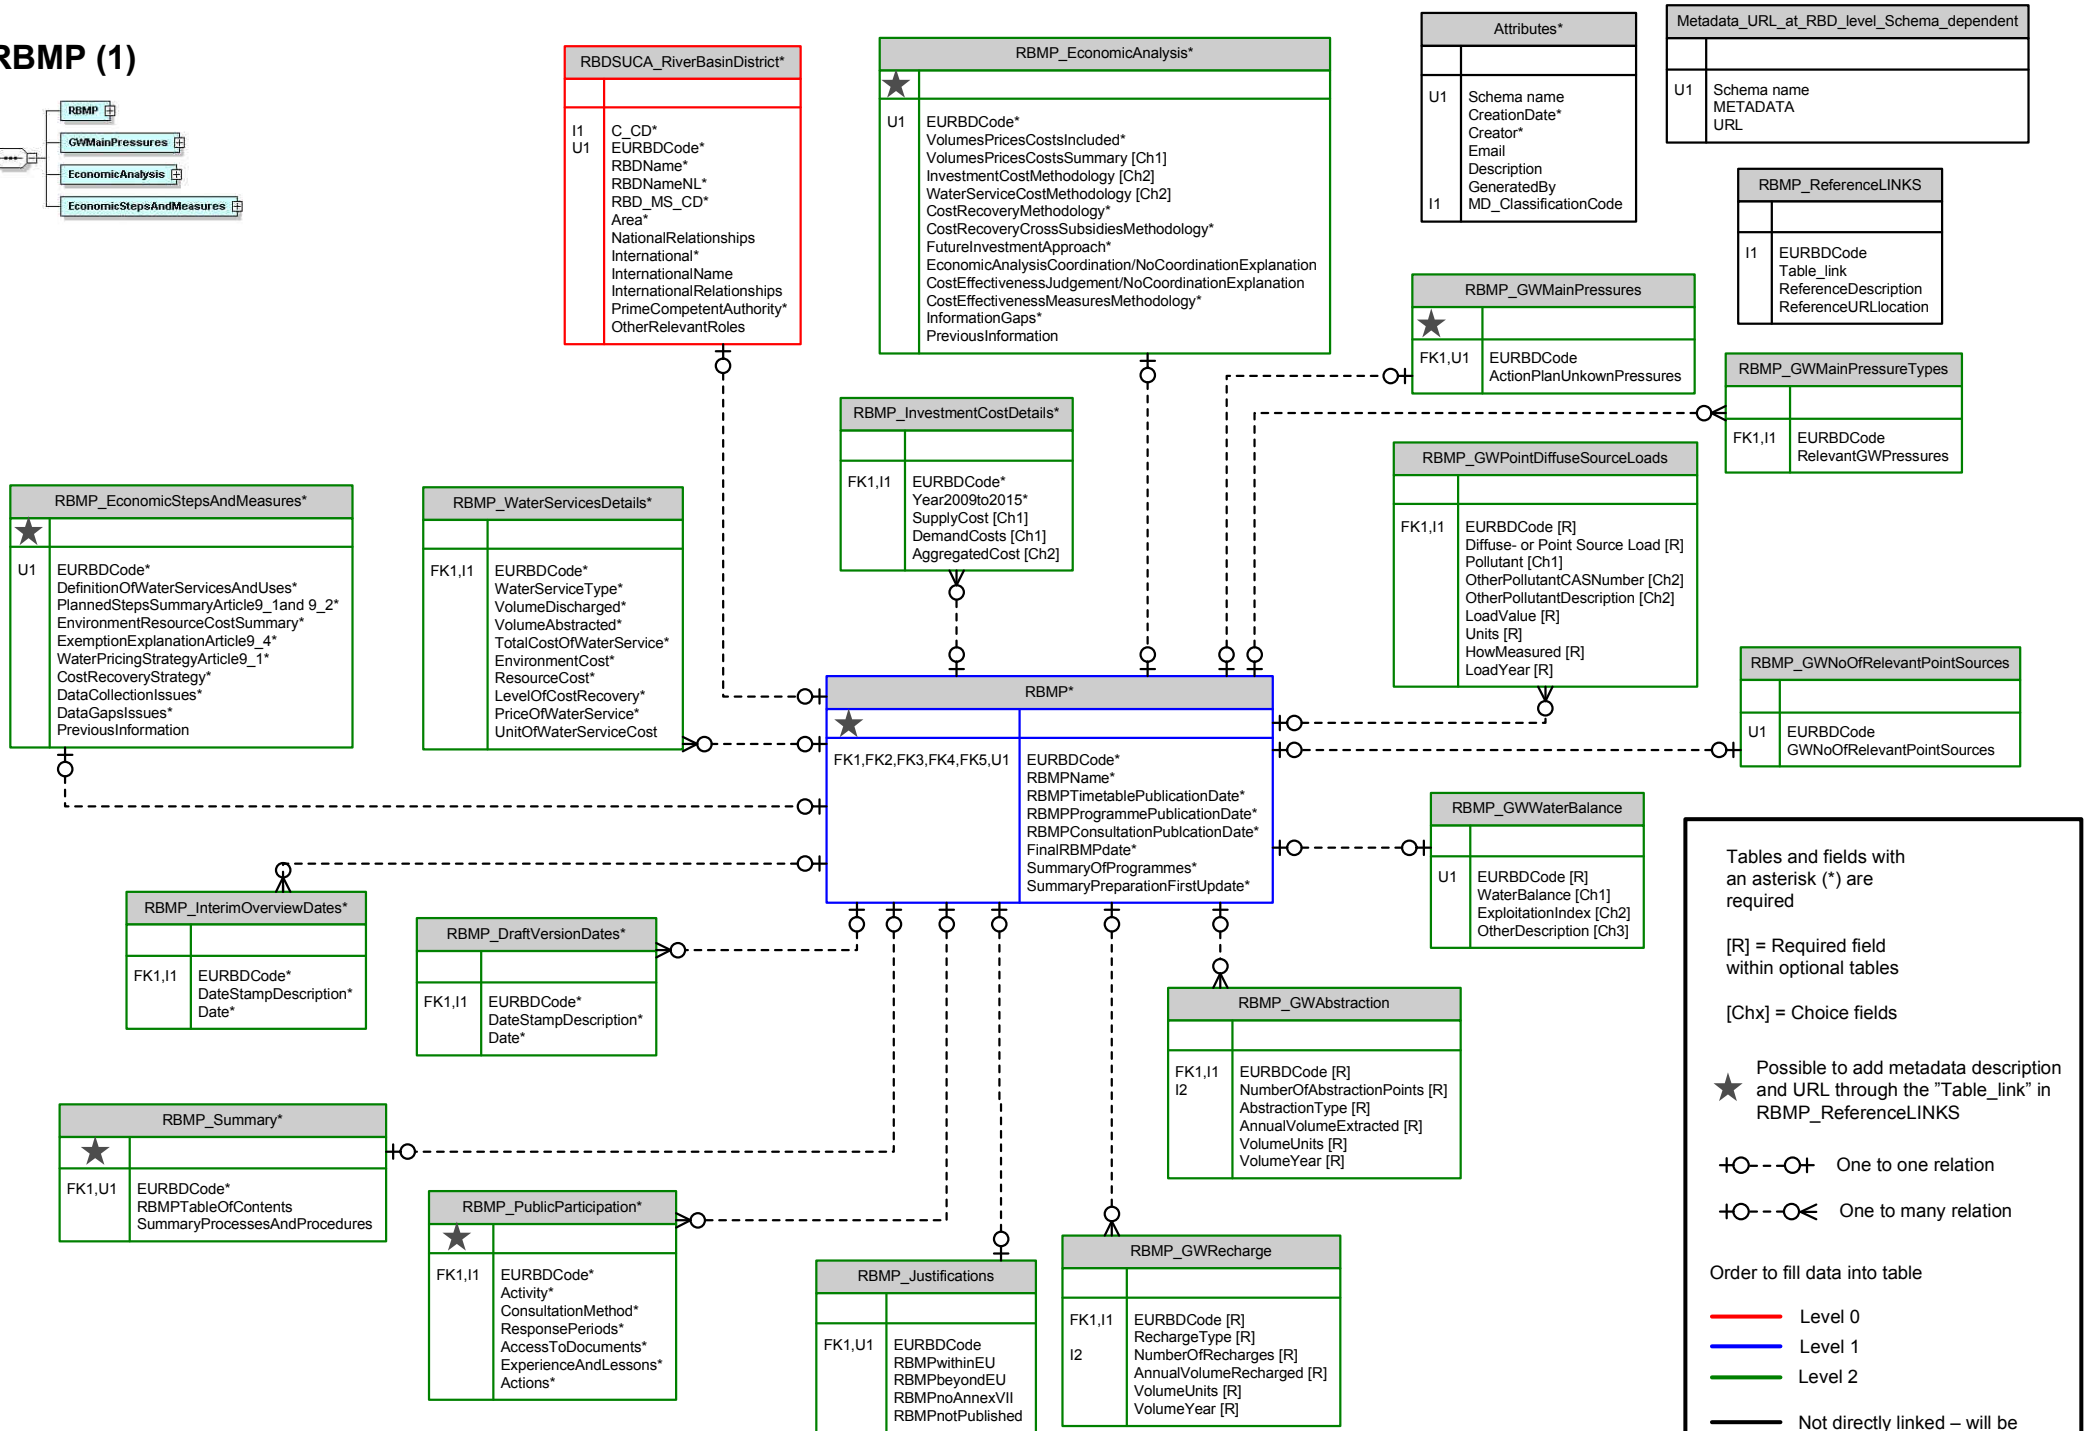 RBMP (1)
RBMP
GWMainPressures
EconomicAnalysis
EconomicStepsAndMeasures
RBDSUCA_RiverBasinDistrict*
I1 C_CD*
U1 EURBDCode*
RBDName*
RBDNameNL*
RBD_MS_CD*
Area*
NationalRelationships
International*
InternationalName
InternationalRelationships
PrimeCompetentAuthority*
OtherRelevantRoles
RBMP_EconomicAnalysis*
U1 EURBDCode*
VolumesPricesCostsIncluded*
VolumesPricesCostsSummary [Ch1]
InvestmentCostMethodology [Ch2]
WaterServiceCostMethodology [Ch2]
CostRecoveryMethodology*
CostRecoveryCrossSubsidiesMethodology*
FutureInvestmentApproach*
EconomicAnalysisCoordination/NoCoordinationExplanation
CostEffectivenessJudgement/NoCoordinationExplanation
CostEffectivenessMeasuresMethodology*
InformationGaps*
PreviousInformation
Attributes*
U1 Schema name
CreationDate*
Creator*
Email
Description
GeneratedBy
I1 MD_ClassificationCode
Metadata_URL_at_RBD_level_Schema_dependent
U1 Schema name
METADATA
URL
RBMP_ReferenceLINKS
I1 EURBDCode
Table_link
ReferenceDescription
ReferenceURLlocation
RBMP_GWMainPressures
FK1,U1 EURBDCode
ActionPlanUnkownPressures
RBMP_GWMainPressureTypes
FK1,I1 EURBDCode
RelevantGWPressures
RBMP_InvestmentCostDetails*
FK1,I1 EURBDCode*
Year2009to2015*
SupplyCost [Ch1]
DemandCosts [Ch1]
AggregatedCost [Ch2]
RBMP_GWPointDiffuseSourceLoads
FK1,I1 EURBDCode [R]
Diffuse- or Point Source Load [R]
Pollutant [Ch1]
OtherPollutantCASNumber [Ch2]
OtherPollutantDescription [Ch2]
LoadValue [R]
Units [R]
HowMeasured [R]
LoadYear [R]
RBMP_EconomicStepsAndMeasures*
U1 EURBDCode*
DefinitionOfWaterServicesAndUses*
PlannedStepsSummaryArticle9_1and 9_2*
EnvironmentResourceCostSummary*
ExemptionExplanationArticle9_4*
WaterPricingStrategyArticle9_1*
CostRecoveryStrategy*
DataCollectionIssues*
DataGapsIssues*
PreviousInformation
RBMP_WaterServicesDetails*
FK1,I1 EURBDCode*
WaterServiceType*
VolumeDischarged*
VolumeAbstracted*
TotalCostOfWaterService*
EnvironmentCost*
ResourceCost*
LevelOfCostRecovery*
PriceOfWaterService*
UnitOfWaterServiceCost
RBMP_GWNoOfRelevantPointSources
U1 EURBDCode
GWNoOfRelevantPointSources
RBMP*
FK1,FK2,FK3,FK4,FK5,U1 EURBDCode*
RBMPName*
RBMPTimetablePublicationDate*
RBMPProgrammePublicationDate*
RBMPConsultationPublcationDate*
FinalRBMPdate*
SummaryOfProgrammes*
SummaryPreparationFirstUpdate*
RBMP_GWWaterBalance
U1 EURBDCode [R]
WaterBalance [Ch1]
ExploitationIndex [Ch2]
OtherDescription [Ch3]
RBMP_InterimOverviewDates*
FK1,I1 EURBDCode*
DateStampDescription*
Date*
RBMP_DraftVersionDates*
FK1,I1 EURBDCode*
DateStampDescription*
Date*
RBMP_GWAbstraction
FK1,I1 EURBDCode [R]
I2 NumberOfAbstractionPoints [R]
AbstractionType [R]
AnnualVolumeExtracted [R]
VolumeUnits [R]
VolumeYear [R]
RBMP_Summary*
FK1,U1 EURBDCode*
RBMPTableOfContents
SummaryProcessesAndProcedures
RBMP_PublicParticipation*
FK1,I1 EURBDCode*
Activity*
ConsultationMethod*
ResponsePeriods*
AccessToDocuments*
ExperienceAndLessons*
Actions*
RBMP_Justifications
FK1,U1 EURBDCode
RBMPwithinEU
RBMPbeyondEU
RBMPnoAnnexVII
RBMPnotPublished
RBMP_GWRecharge
FK1,I1 EURBDCode [R]
RechargeType [R]
I2 NumberOfRecharges [R]
AnnualVolumeRecharged [R]
VolumeUnits [R]
VolumeYear [R]
Tables and fields with
an asterisk (*) are
required
[R] = Required field
within optional tables
[Chx] = Choice fields
Possible to add metadata description
and URL through the ”Table_link” in
RBMP_ReferenceLINKS
One to one relation
One to many relation
Order to fill data into table
Level 0
Level 1
Level 2
Not directly linked – will be